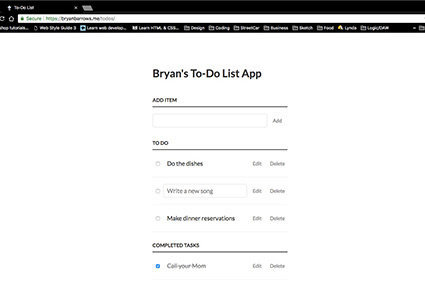 To-Do List
Secure https://bryanbarrows.me/todos/
shop tutorials... Web Style Guide 3 Learn web develop... Learn HTML & CSS... Design Coding StreetCar Business Sketch Food Lynda Logic/DAW
Bryan's To-Do List App
ADD ITEM
Add
TO DO
Do the dishes Edit Delete
Write a new song Edit Delete
Make dinner reservations Edit Delete
COMPLETED TASKS
Call your Mom Edit Delete